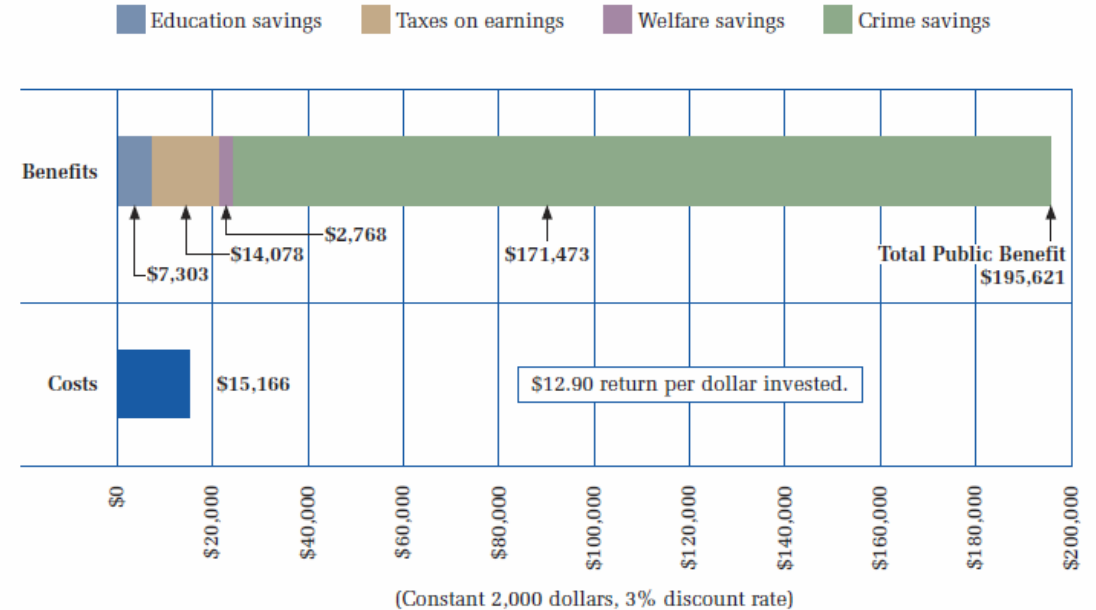 Education savings Taxes on earnings Welfare savings Crime savings
Benefits
$2,768
$14,078
$171,473
Total Public Benefit
$7,303
$195,621
Costs
$15,166
$12.90 return per dollar invested.
$0
$20,000
$40,000
$60,000
$80,000
$100,000
$120,000
$140,000
$160,000
$180,000
$200,000
(Constant 2,000 dollars, 3% discount rate)